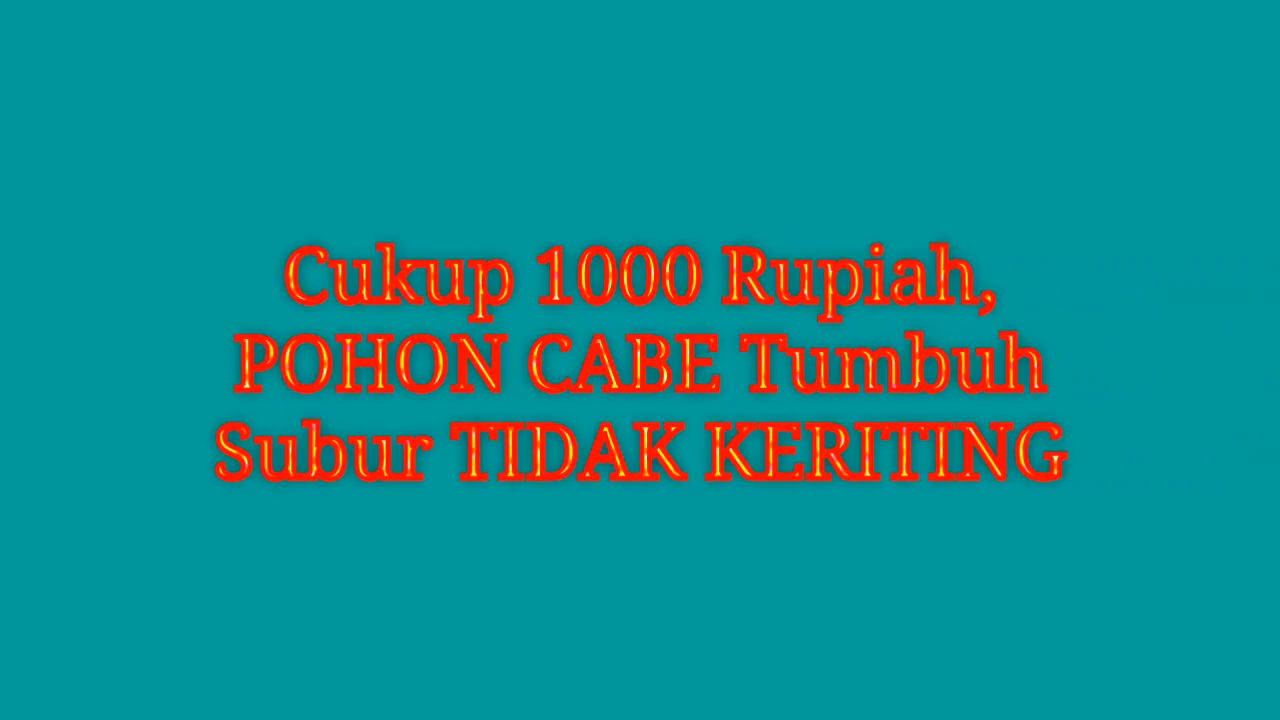 Cukup 1000 Rupiah,
POHON CABE Tumbuh
Subur TIDAK KERITING